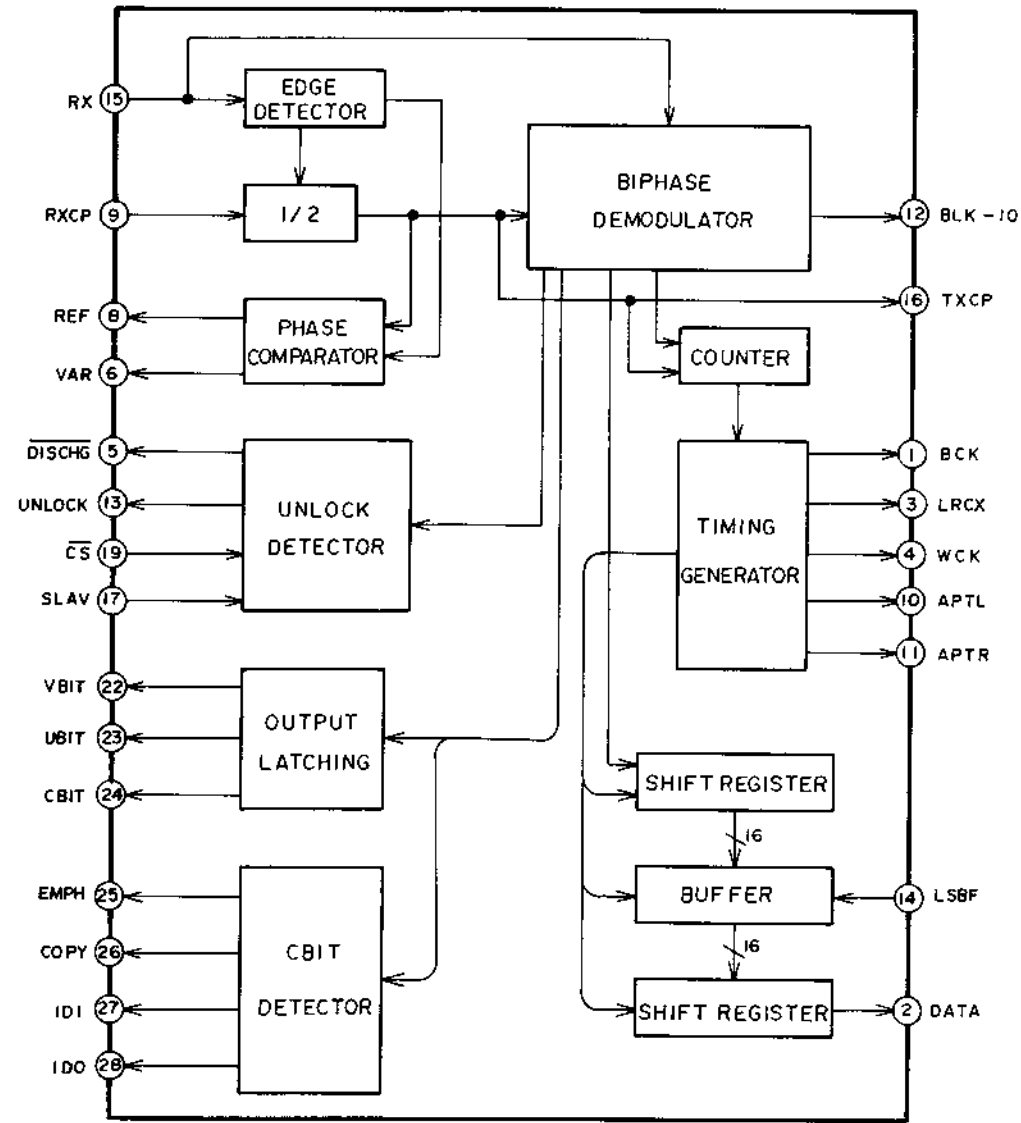 RX 15
EDGE
DETECTOR
RXCP 9
1/2
BIPHASE
DEMODULATOR
12 BLK-10
REF 8
VAR 6
PHASE
COMPARATOR
16 TXCP
COUNTER
DISCHG 5
UNLOCK 13
CS 19
SLAV 17
UNLOCK
DETECTOR
TIMING
GENERATOR
1 BCK
3 LRCX
4 WCK
10 APTL
11 APTR
VBIT 22
UBIT 23
CBIT 24
OUTPUT
LATCHING
SHIFT REGISTER
16
BUFFER
14 LSBF
16
SHIFT REGISTER
2 DATA
EMPH 25
COPY 26
ID1 27
ID0 28
CBIT
DETECTOR